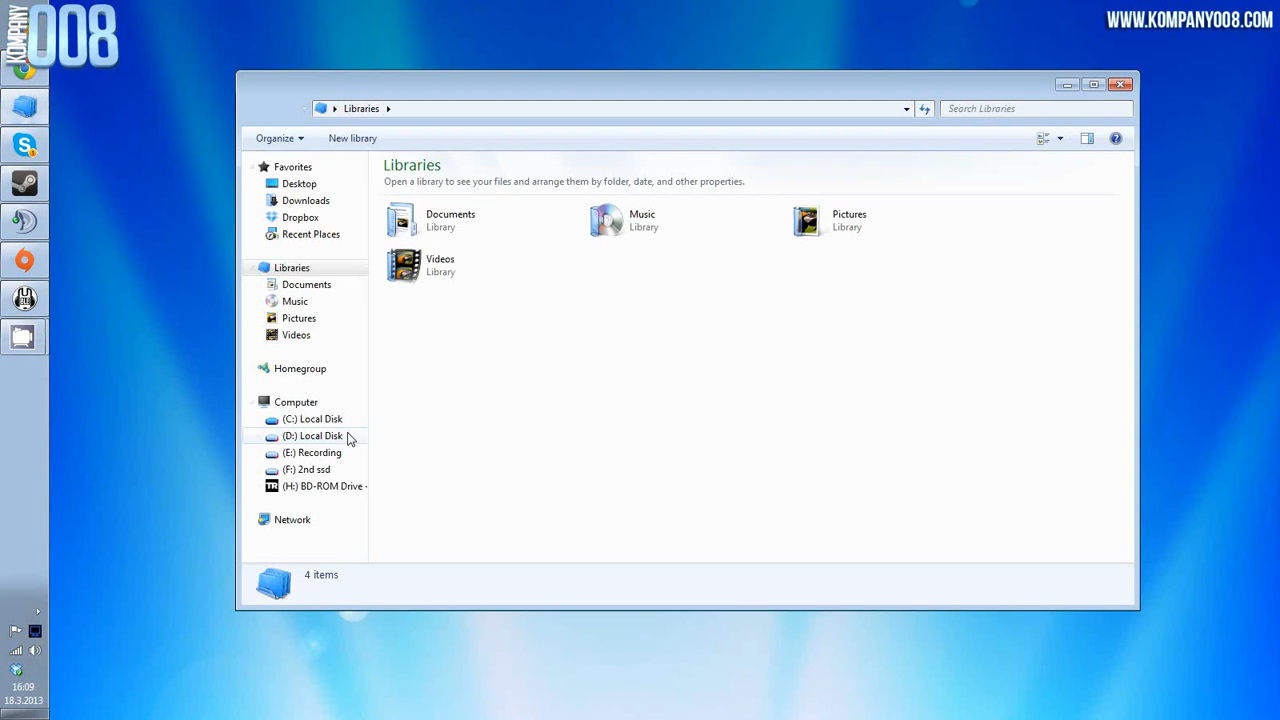 KOMPANY
008
WWW.KOMPANY008.COM
Libraries
Search Libraries
Organize
New library
Favorites
Desktop
Downloads
Dropbox
Recent Places
Libraries
Documents
Music
Pictures
Videos
Homegroup
Computer
(C:) Local Disk
(D:) Local Disk
(E:) Recording
(F:) 2nd ssd
TR
(H:) BD-ROM Drive -
Network
Libraries
Open a library to see your files and arrange them by folder, date, and other properties.
Documents
Library
Music
Library
Pictures
Library
Videos
Library
4 items
16:09
18.3.2013